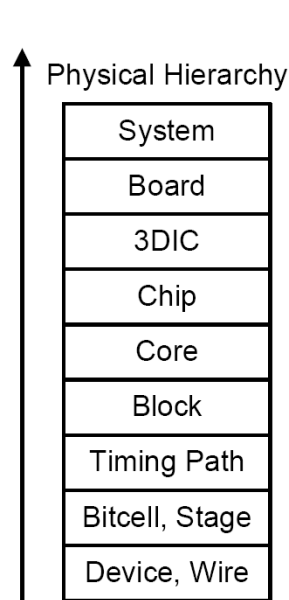 Physical Hierarchy
System
Board
3DIC
Chip
Core
Block
Timing Path
Bitcell, Stage
Device, Wire